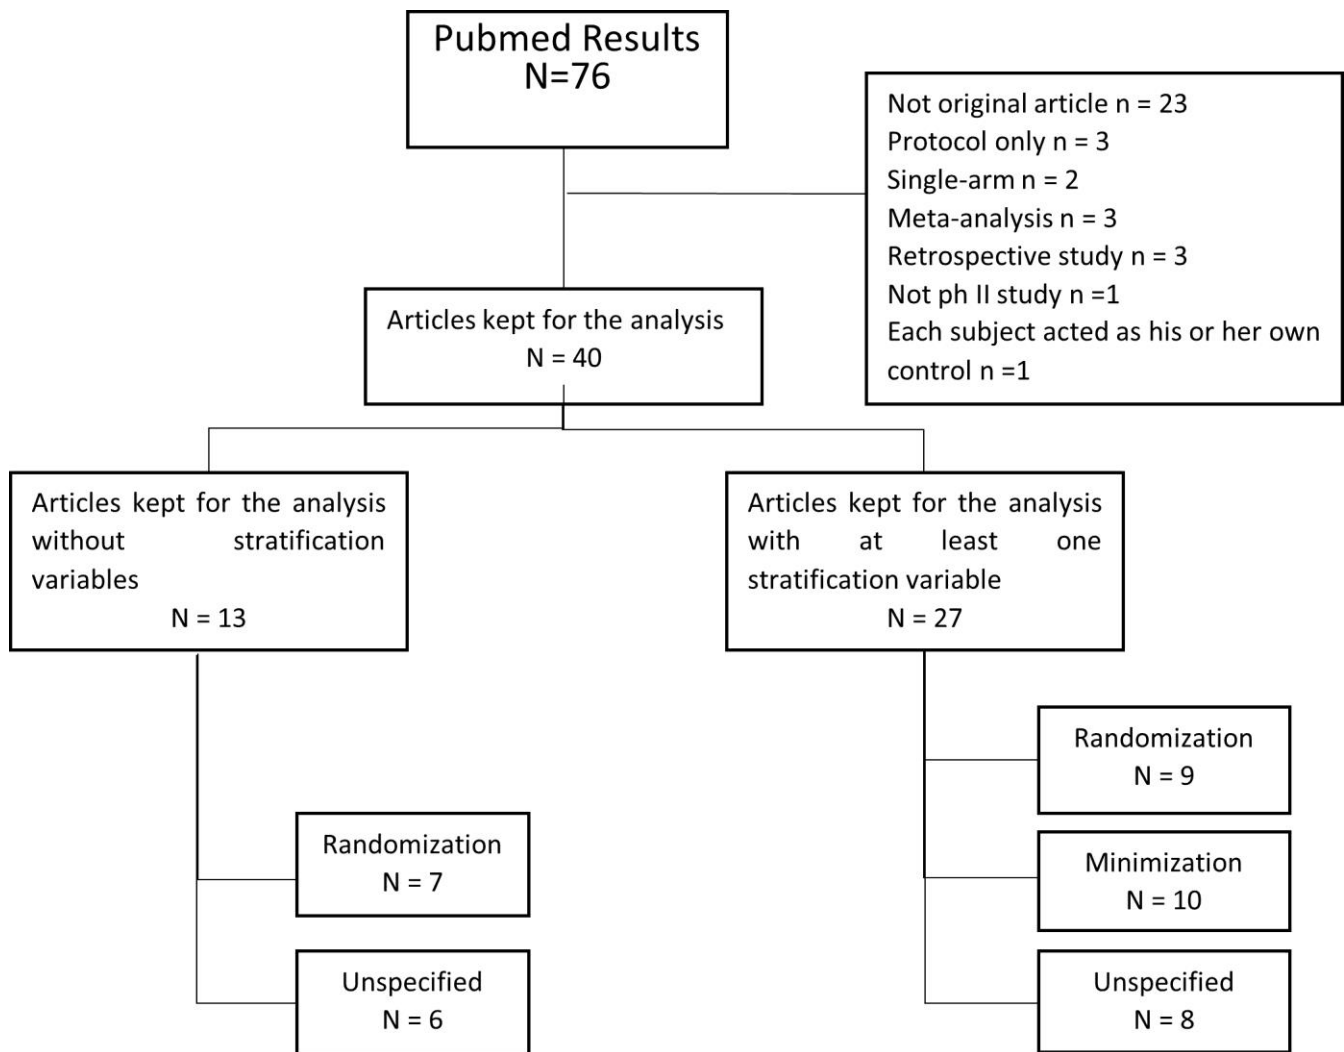 Pubmed Results
N=76
Not original article n = 23
Protocol only n = 3
Single-arm n = 2
Meta-analysis n = 3
Retrospective study n = 3
Not ph II study n =1
Each subject acted as his or her own
control n =1
Articles kept for the analysis
N = 40
Articles kept for the analysis
without stratification
variables
N = 13
Articles kept for the analysis
with at least one
stratification variable
N = 27
Randomization
N = 7
Unspecified
N = 6
Randomization
N = 9
Minimization
N = 10
Unspecified
N = 8